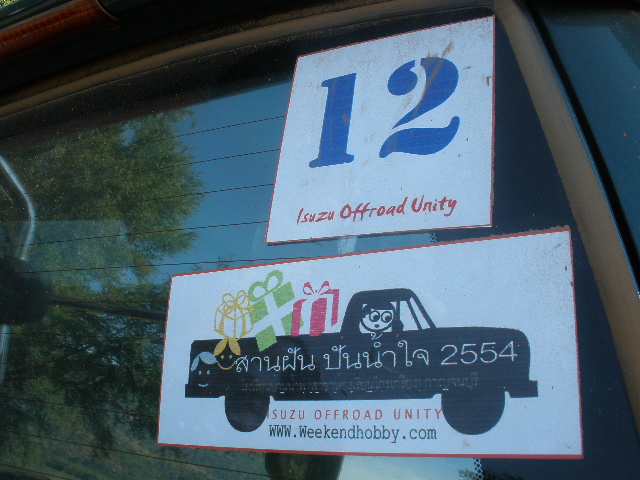 12
Isuzu Offroad Unity
สานฝัน ปันน้ำใจ 2554
ISUZU OFFROAD UNITY
WWW.Weekendhobby.com